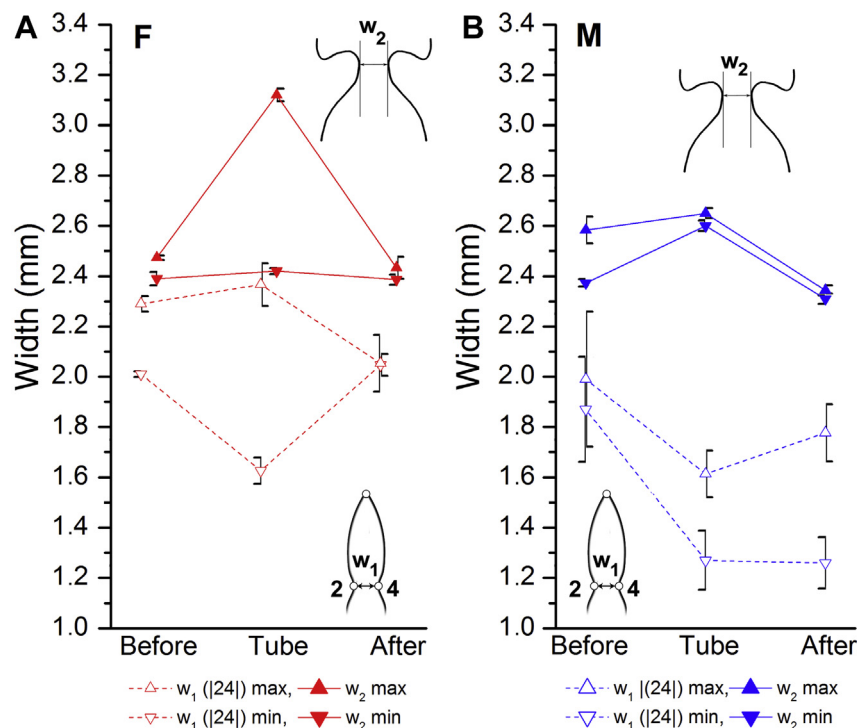 A
F
w2
Width (mm)
3.4
3.2
3.0
2.8
2.6
2.4
2.2
2.0
1.8
1.6
1.4
1.2
1.0
w1
2 4
Before Tube After
w1 (|24|) max, w2 max
w1 (|24|) min, w2 min
B
M
w2
Width (mm)
3.4
3.2
3.0
2.8
2.6
2.4
2.2
2.0
1.8
1.6
1.4
1.2
1.0
w1
2 4
Before Tube After
w1 |(24|) max, w2 max
w1 (|24|) min, w2 min